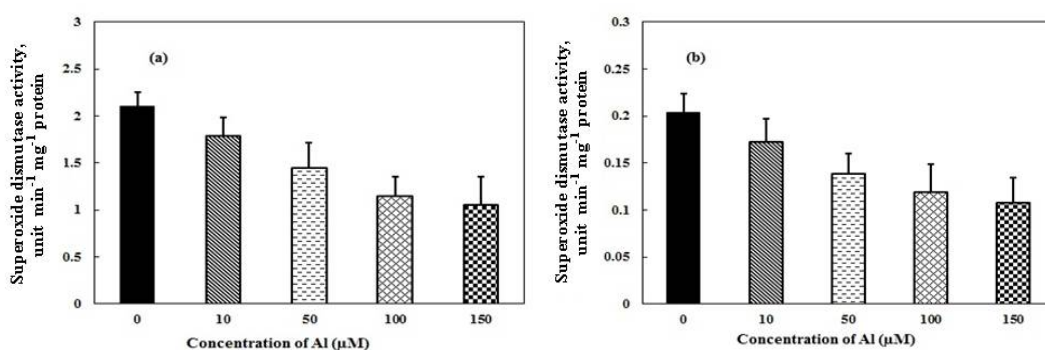 Superoxide dismutase activity,
unit min⁻¹ mg⁻¹ protein
3
2.5
2
1.5
1
0.5
0
(a)
0 10 50 100 150
Concentration of Al (µM)
Superoxide dismutase activity,
unit min⁻¹ mg⁻¹ protein
0.3
0.25
0.2
0.15
0.1
0.05
0
(b)
0 10 50 100 150
Concentration of Al (µM)